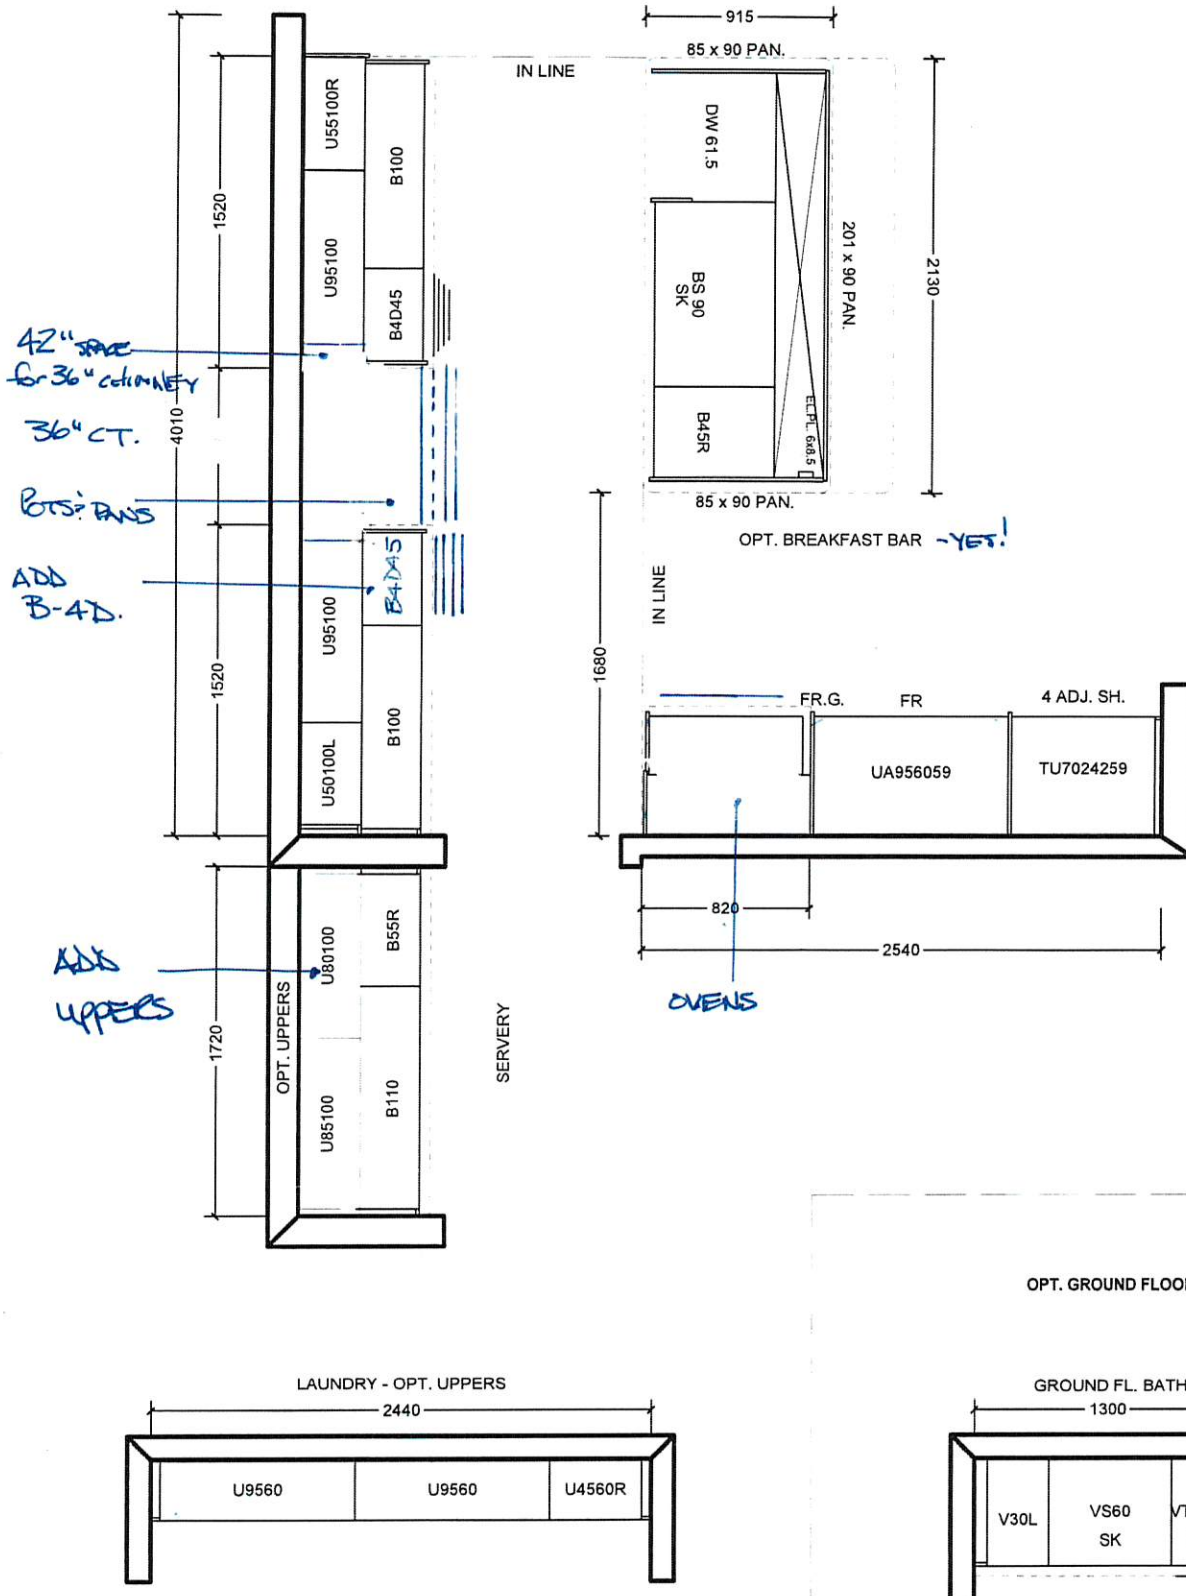 915
85 x 90 PAN.
IN LINE
U55100R
B100
DW 61.5
1520
201 x 90 PAN.
2130
U95100
BS 90
SK
B4D45
42" SPACE
for 36" CHIMNEY
4010
36" CT.
B45R
EL.PL. 6x8.5
POTS & PANS
85 x 90 PAN.
OPT. BREAKFAST BAR - YES!
ADD
B-4D.
B4D45
IN LINE
U95100
1520
1680
FR.G.
FR
4 ADJ. SH.
B100
U50100L
UA956059
TU7024259
820
2540
ADD
UPPERS
U80100
B55R
OVENS
OPT. UPPERS
1720
SERVERY
U85100
B110
OPT. GROUND FLOO
LAUNDRY - OPT. UPPERS
2440
GROUND FL. BATH
1300
U9560
U9560
U4560R
V30L
VS60
SK
VT